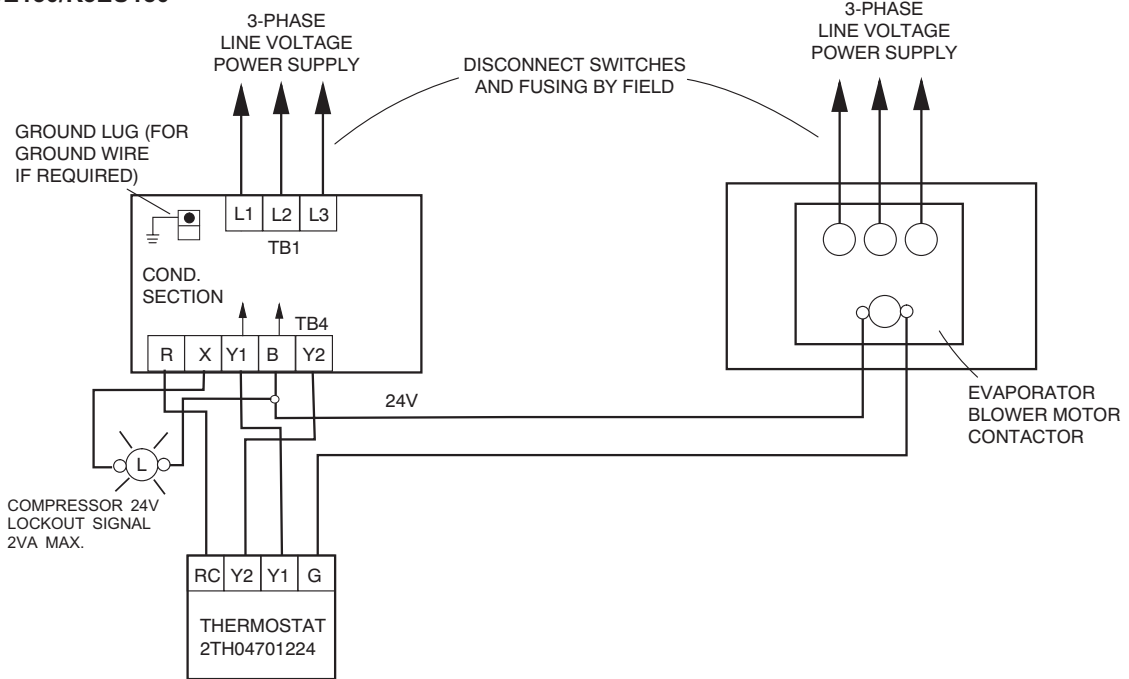 3-PHASE
LINE VOLTAGE
POWER SUPPLY
3-PHASE
LINE VOLTAGE
POWER SUPPLY
DISCONNECT SWITCHES
AND FUSING BY FIELD
GROUND LUG (FOR
GROUND WIRE
IF REQUIRED)
L1 L2 L3
TB1
COND.
SECTION
TB4
R X Y1 B Y2
24V
EVAPORATOR
BLOWER MOTOR
CONTACTOR
L
COMPRESSOR 24V
LOCKOUT SIGNAL
2VA MAX.
RC Y2 Y1 G
THERMOSTAT
2TH04701224